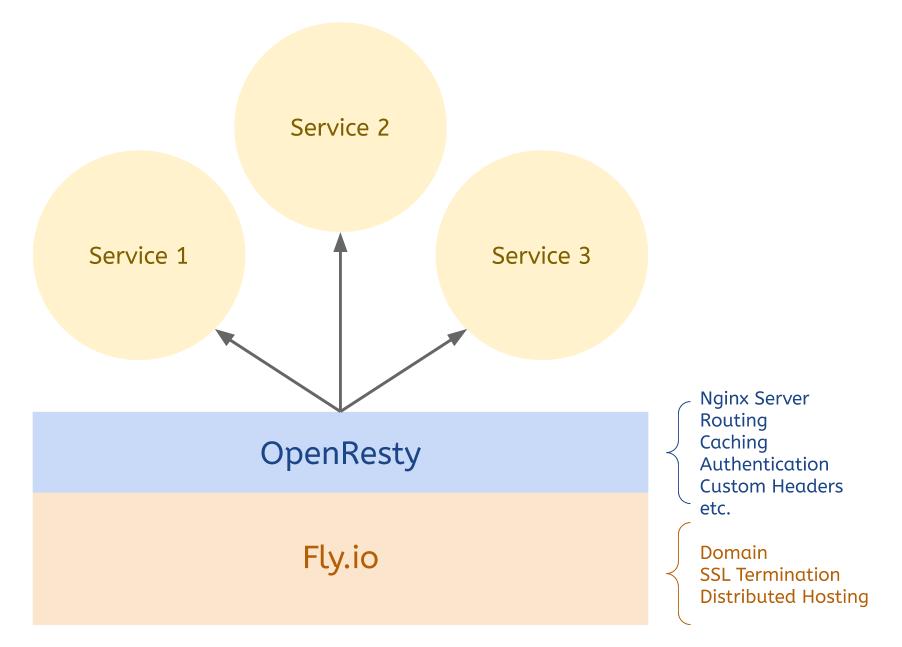 Service 2
Service 1
Service 3
OpenResty
Nginx Server
Routing
Caching
Authentication
Custom Headers
etc.
Fly.io
Domain
SSL Termination
Distributed Hosting